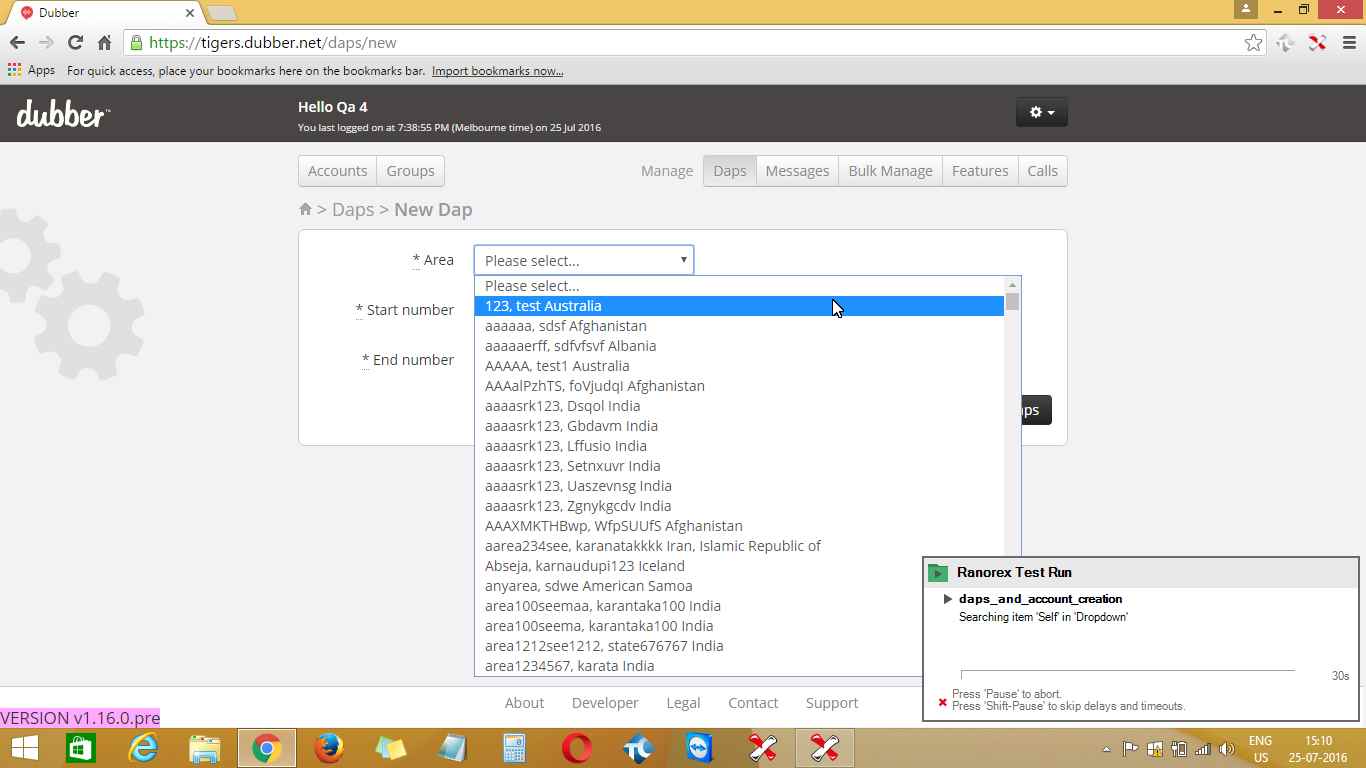 Dubber
https://tigers.dubber.net/daps/new
Apps For quick access, place your bookmarks here on the bookmarks bar. Import bookmarks now...
dubber™
Hello Qa 4
You last logged on at 7:38:55 PM (Melbourne time) on 25 Jul 2016
Accounts Groups Manage Daps Messages Bulk Manage Features Calls
> Daps > New Dap
* Area Please select...
* Start number
* End number
Please select...
123, test Australia
aaaaaa, sdsf Afghanistan
aaaaaerff, sdfvfsvf Albania
AAAAA, test1 Australia
AAAalPzhTS, foVJudqI Afghanistan
aaaasrk123, Dsqol India
aaaasrk123, Gbdavm India
aaaasrk123, Lffusio India
aaaasrk123, Setnxuvr India
aaaasrk123, Uaszevnsg India
aaaasrk123, Zgnykgcdv India
AAAXMKTHBwp, WfpSUUfS Afghanistan
aarea234see, karanatakkkk Iran, Islamic Republic of
Abseja, karnaudupi123 Iceland
anyarea, sdwe American Samoa
area100seemaa, karantaka100 India
area100seema, karantaka100 India
area1212see1212, state676767 India
area1234567, karata India
aps
Ranorex Test Run
daps_and_account_creation
Searching item 'Self' in 'Dropdown'
30s
Press 'Pause' to abort.
Press 'Shift-Pause' to skip delays and timeouts.
About Developer Legal Contact Support
VERSION v1.16.0.pre
ENG 15:10
US 25-07-2016